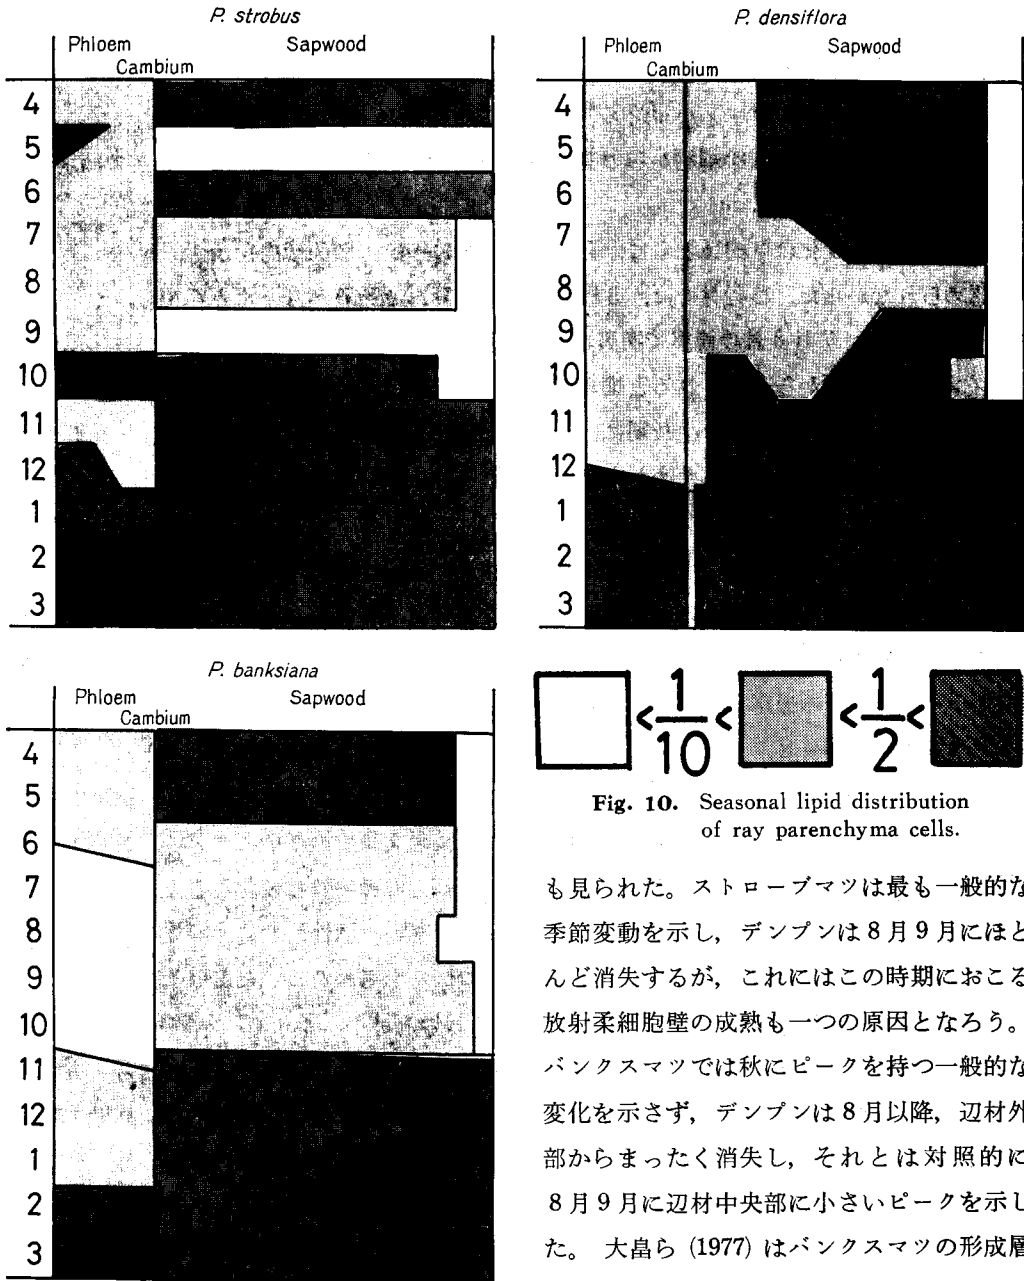 P. strobus
Phloem
Sapwood
Cambium
4
5
6
7
8
9
10
11
12
1
2
3
P. densiflora
Phloem
Sapwood
Cambium
4
5
6
7
8
9
10
11
12
1
2
3
P. banksiana
Phloem
Sapwood
Cambium
4
5
6
7
8
9
10
11
12
1
2
3
< 1/10 < < 1/2 <
Fig. 10. Seasonal lipid distribution
of ray parenchyma cells.
も見られた。ストローブマツは最も一般的な
季節変動を示し，デンプンは8月9月にほと
んど消失するが，これにはこの時期におこる
放射柔細胞壁の成熟も一つの原因となろう。
バンクスマツでは秋にピークを持つ一般的な
変化を示さず，デンプンは8月以降，辺材外
部からまったく消失し，それとは対照的に
8月9月に辺材中央部に小さいピークを示し
た。 大畠ら (1977) はバンクスマツの形成層